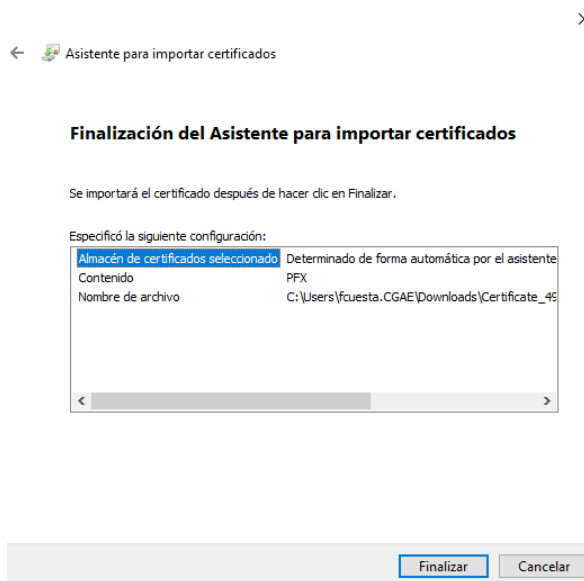 Asistente para importar certificados
Finalización del Asistente para importar certificados
Se importará el certificado después de hacer clic en Finalizar.
Especificó la siguiente configuración:
Almacén de certificados seleccionado Determinado de forma automática por el asistente
Contenido PFX
Nombre de archivo C:\Users\fcuesta.CGAE\Downloads\Certificate_49
Finalizar Cancelar